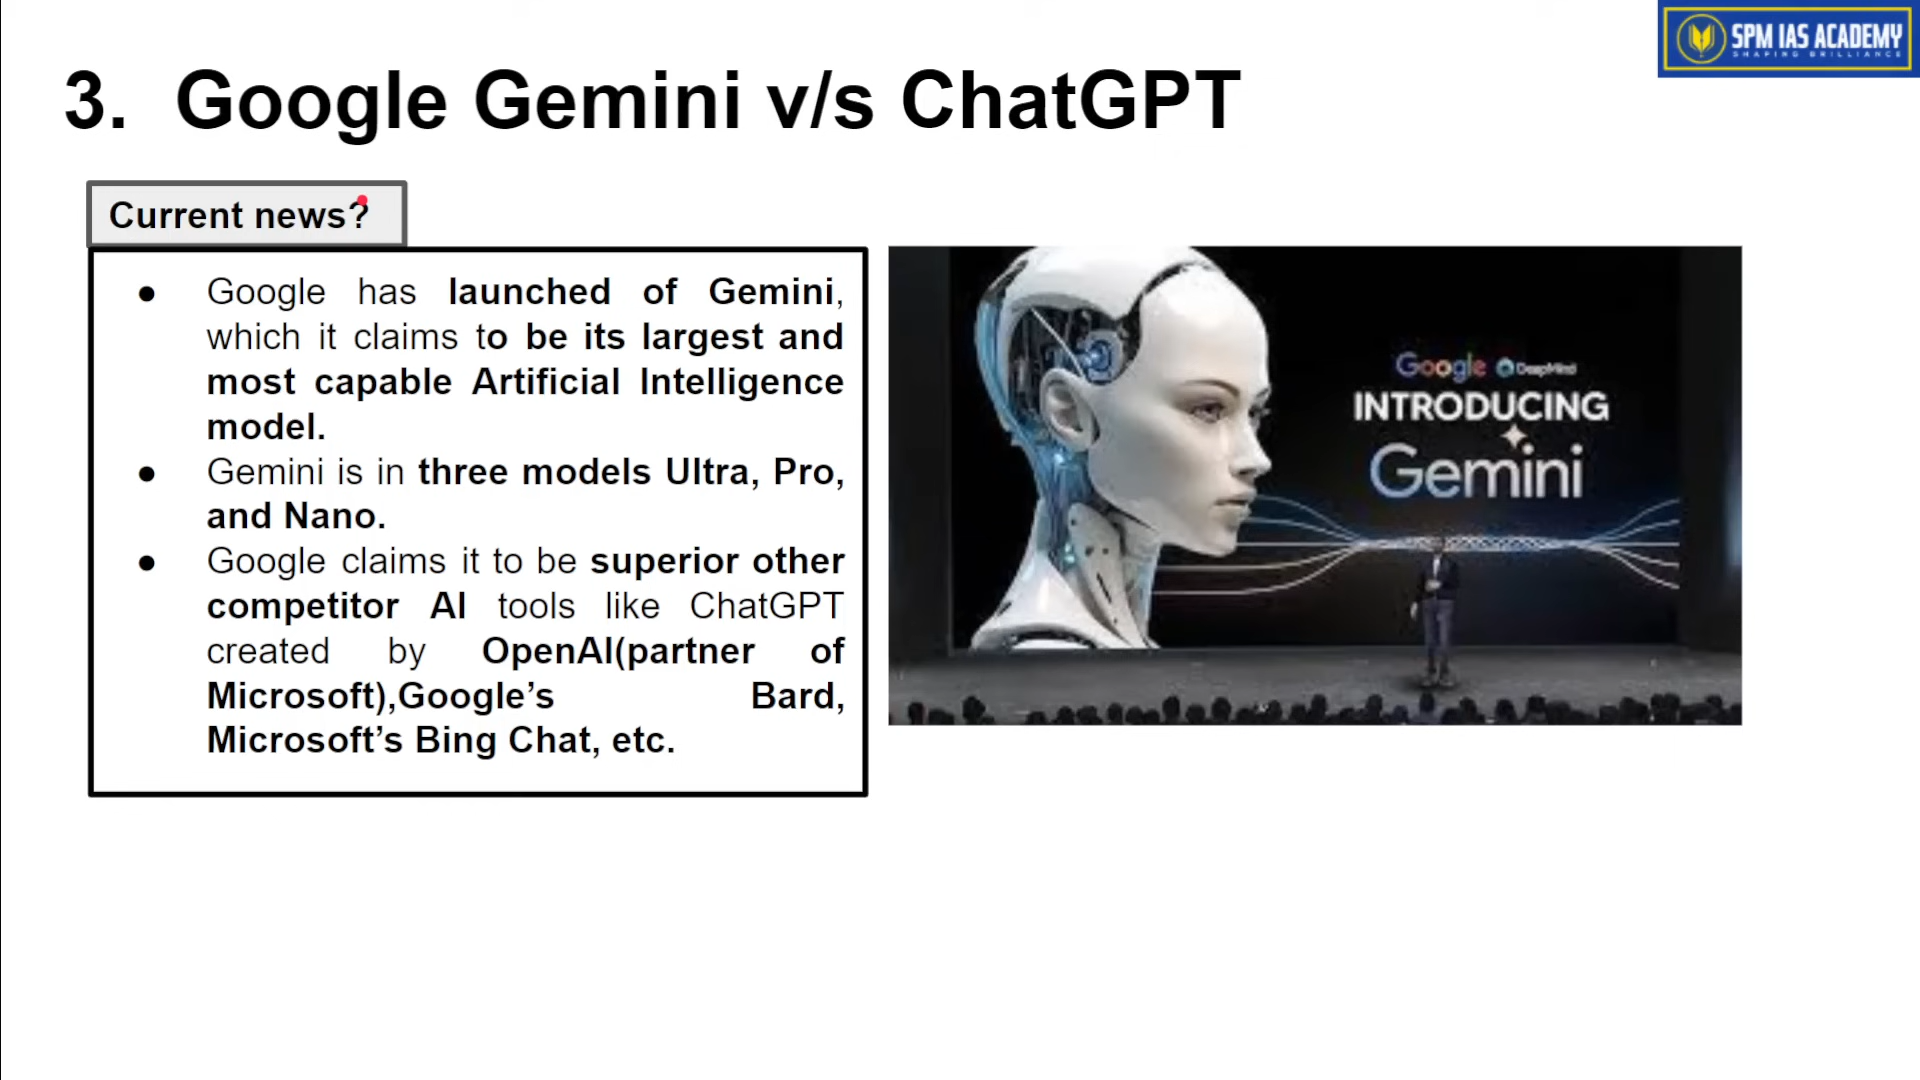 SPM IAS ACADEMY
SHAPING BRILLIANCE
3. Google Gemini v/s ChatGPT
Current news?
● Google has launched of Gemini,
which it claims to be its largest and
most capable Artificial Intelligence
model.
● Gemini is in three models Ultra, Pro,
and Nano.
● Google claims it to be superior other
competitor AI tools like ChatGPT
created by OpenAI(partner of
Microsoft),Google’s Bard,
Microsoft’s Bing Chat, etc.
Google DeepMind
INTRODUCING
Gemini